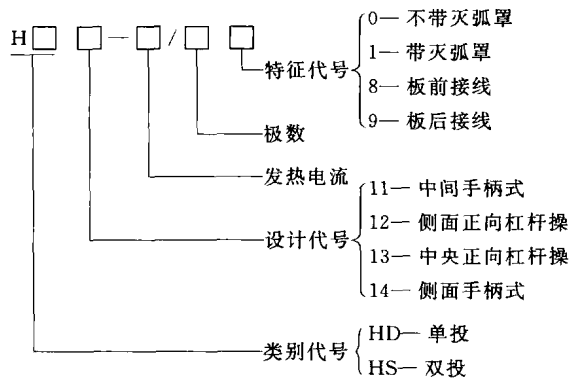 H□ □-□/□ □
0— 不带灭弧罩
1— 带灭弧罩
特征代号
8— 板前接线
9— 板后接线
极数
发热电流
11— 中间手柄式
12— 侧面正向杠杆操
设计代号
13— 中央正向杠杆操
14— 侧面手柄式
HD— 单投
类别代号
HS— 双投